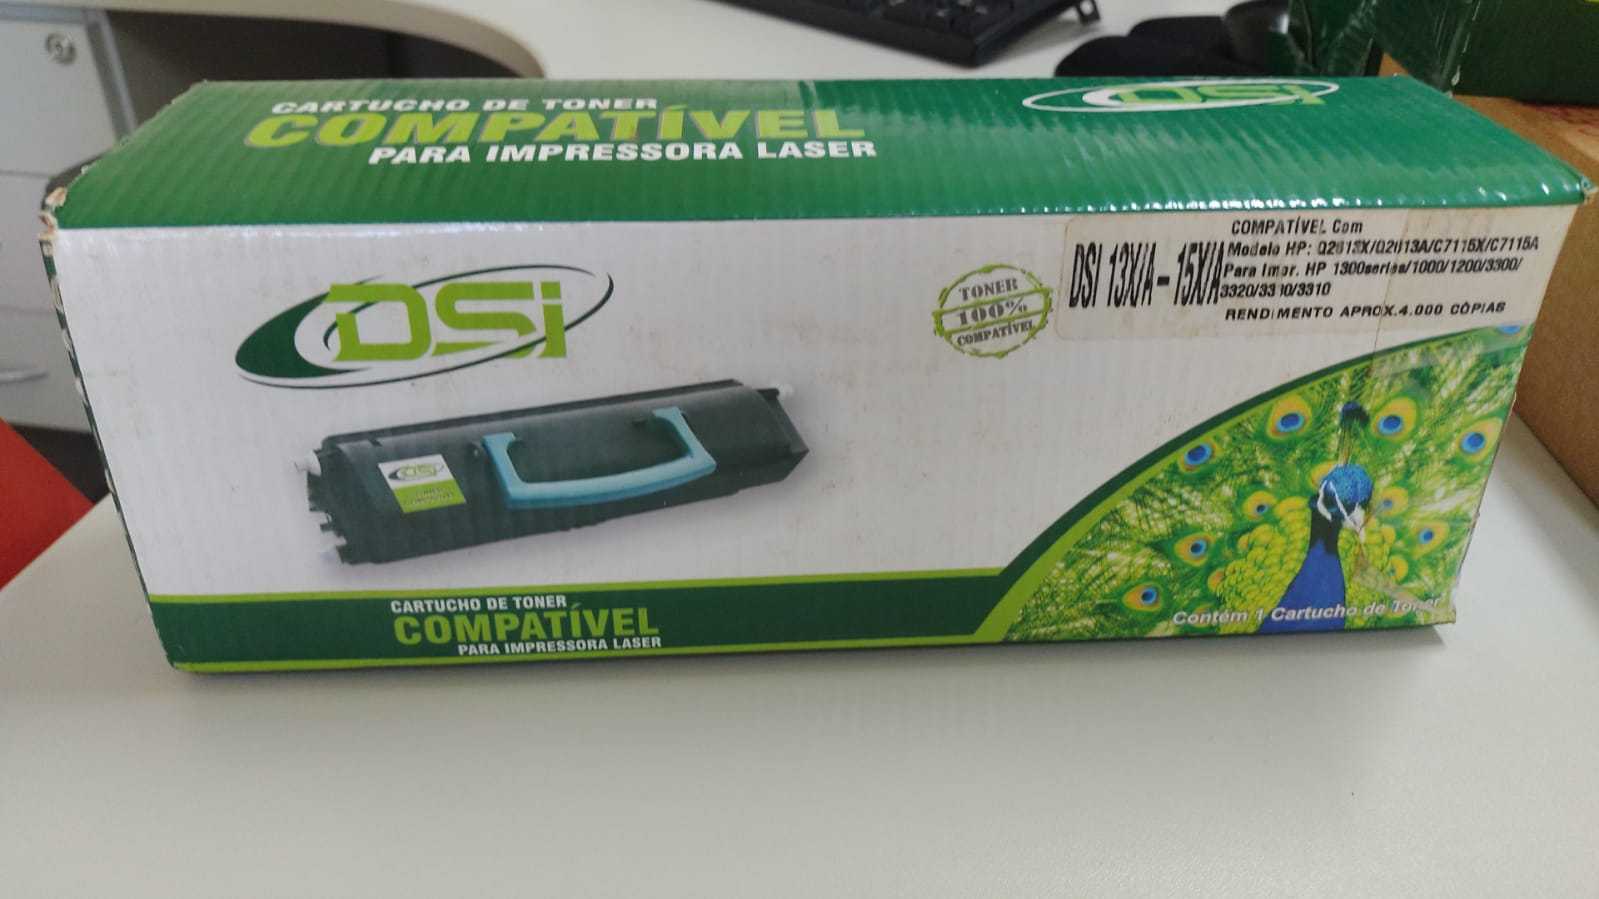 CARTUCHO DE TONER
COMPATÍVEL
PARA IMPRESSORA LASER
DSi
DSi
TONER
100%
COMPATÍVEL
DSI 13X/A - 15X/A
COMPATÍVEL Com
Modelo HP: Q2613X/Q2613A/C7115X/C7115A
Para Impr. HP 1300series/1000/1200/3300/
3320/3310
RENDIMENTO APROX.4.000 CÓPIAS
DSi
CARTUCHO DE TONER
COMPATÍVEL
PARA IMPRESSORA LASER
Contém 1 Cartucho de Toner